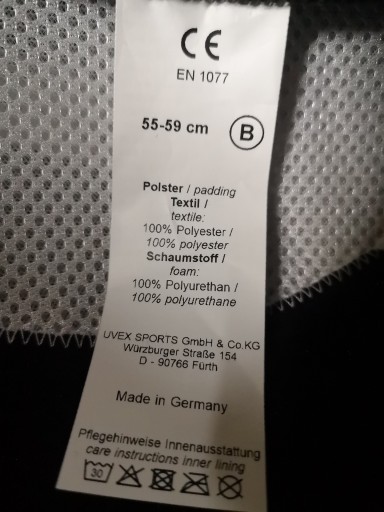 CE
EN 1077
55-59 cm B
Polster / padding
Textil /
textile:
100% Polyester /
100% polyester
Schaumstoff /
foam:
100% Polyurethan /
100% polyurethane
UVEX SPORTS GmbH & Co.KG
Würzburger Straße 154
D - 90766 Fürth
Made in Germany
Pflegehinweise Innenausstattung
care instructions inner lining
30